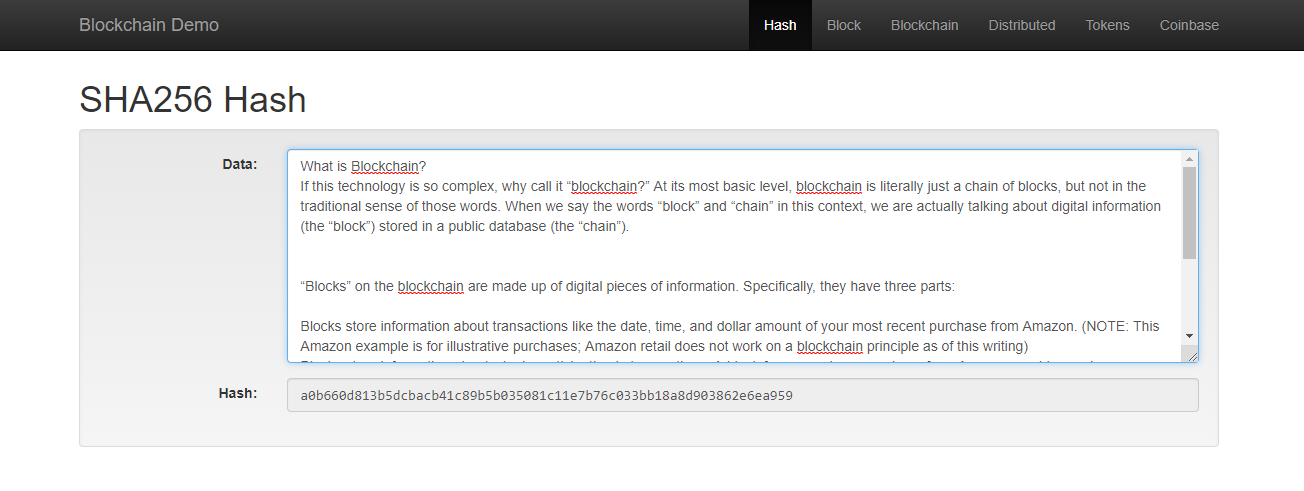 Blockchain Demo
Hash
Block
Blockchain
Distributed
Tokens
Coinbase
SHA256 Hash
Data:
What is Blockchain?
If this technology is so complex, why call it “blockchain?” At its most basic level, blockchain is literally just a chain of blocks, but not in the
traditional sense of those words. When we say the words “block” and “chain” in this context, we are actually talking about digital information
(the “block”) stored in a public database (the “chain”).
“Blocks” on the blockchain are made up of digital pieces of information. Specifically, they have three parts:
Blocks store information about transactions like the date, time, and dollar amount of your most recent purchase from Amazon. (NOTE: This
Amazon example is for illustrative purchases; Amazon retail does not work on a blockchain principle as of this writing)
Hash:
a0b660d813b5dcbacb41c89b5b035081c11e7b76c033bb18a8d903862e6ea959